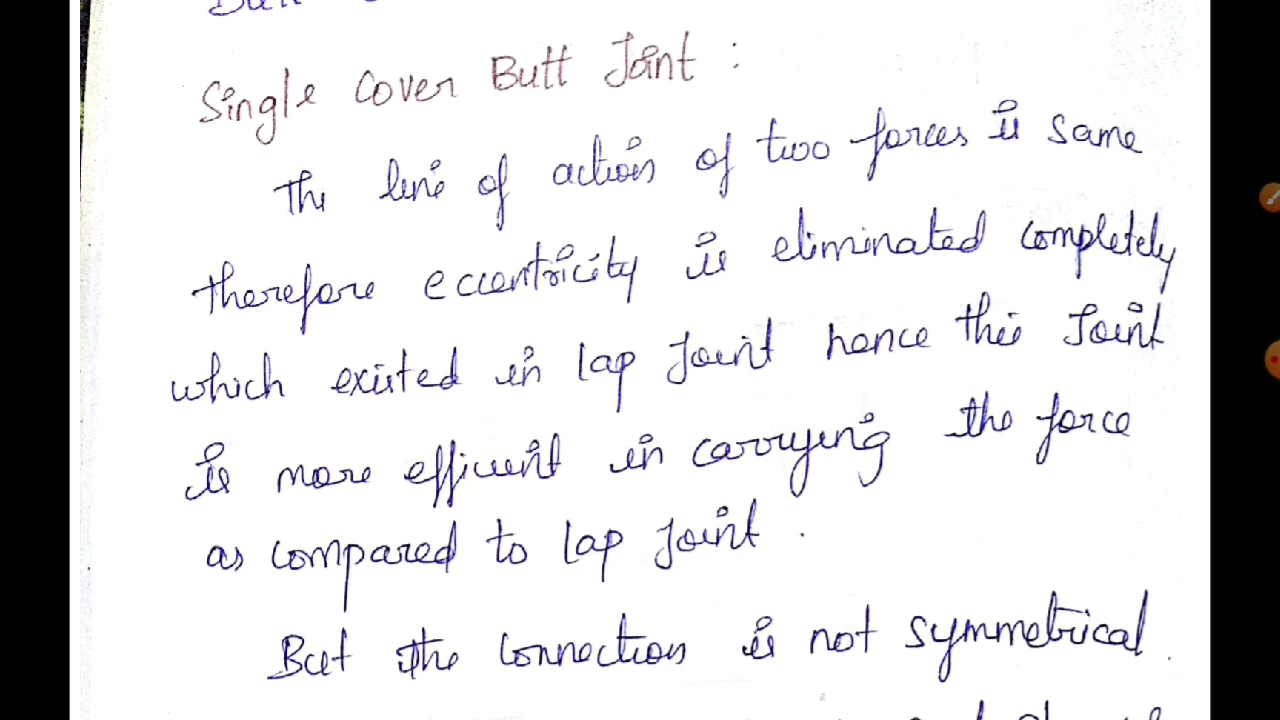 Single Cover Butt Joint :
The line of action of two forces is same
therefore eccentricity is eliminated completely
which existed in lap Joint hence this Joint
is more efficient in carrying the force
as compared to lap Joint .
But the connection is not symmetrical